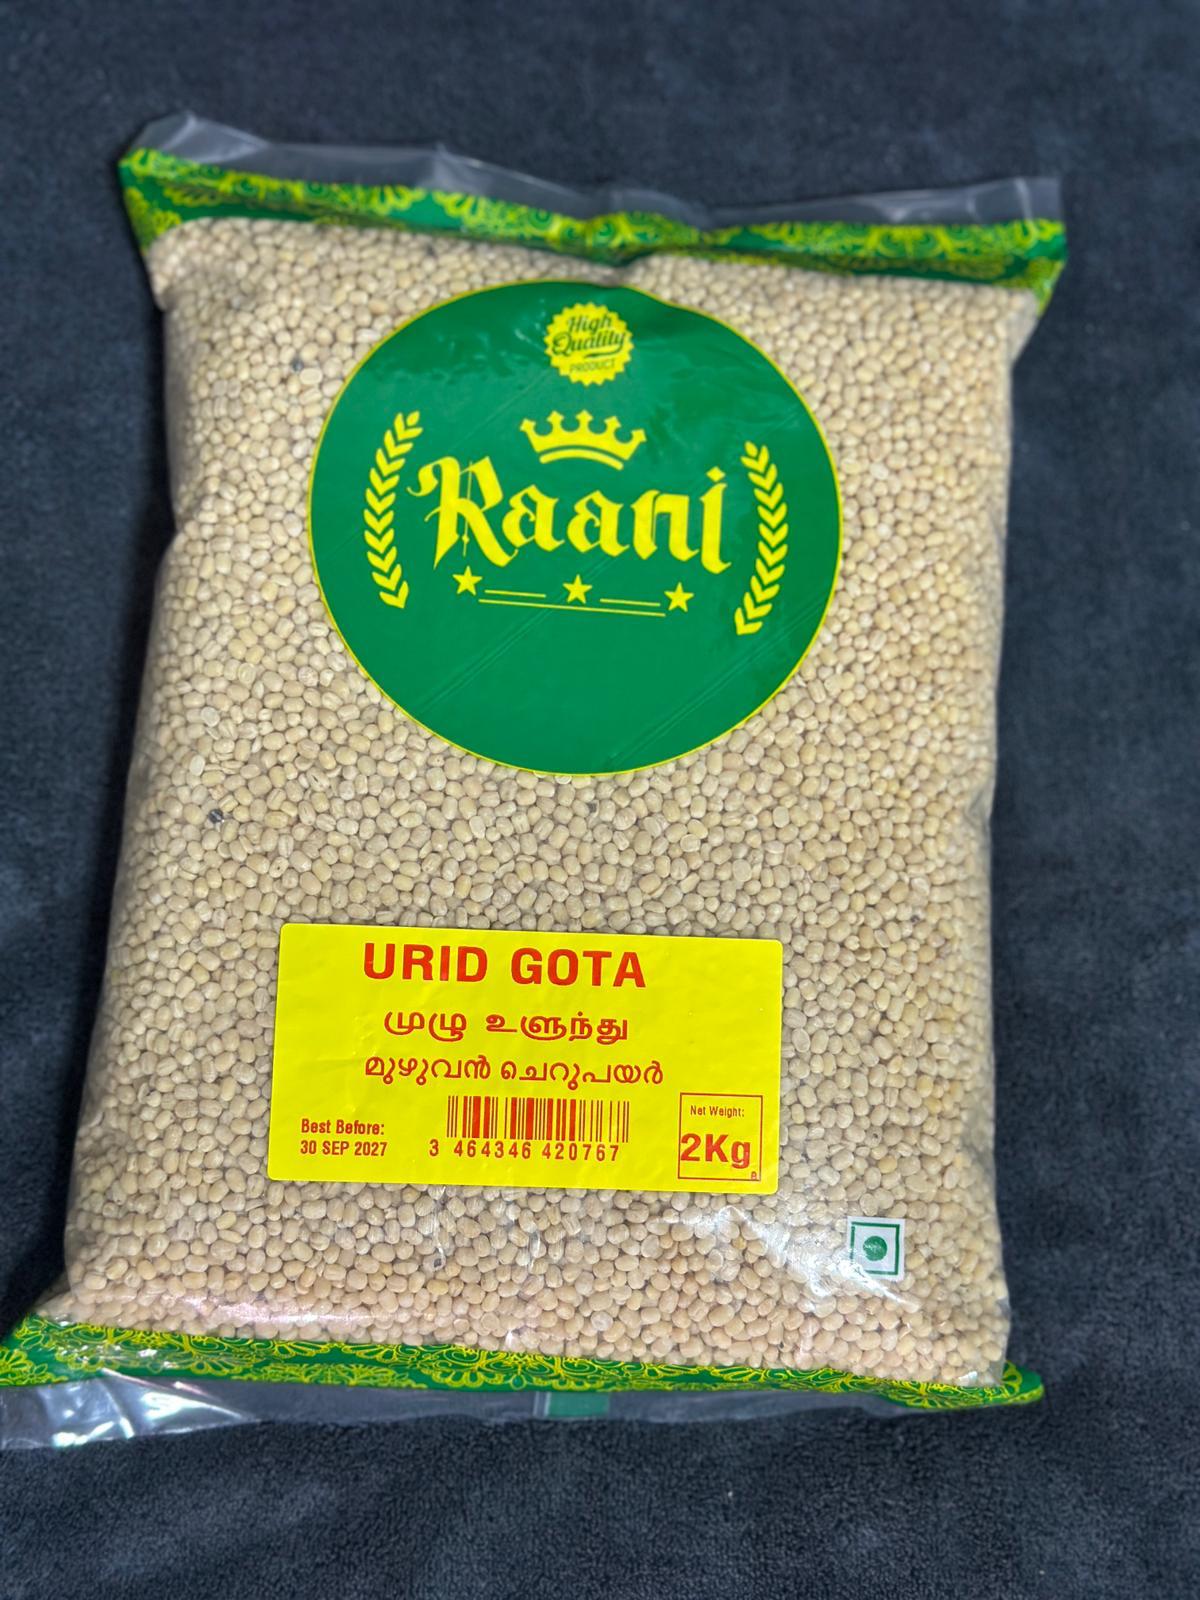 High
Quality
PRODUCT
Raani
URID GOTA
முழு உளுந்து
മുഴുവൻ ചെറുപയർ
Best Before:
30 SEP 2027
3 464346 420767
Net Weight:
2Kg